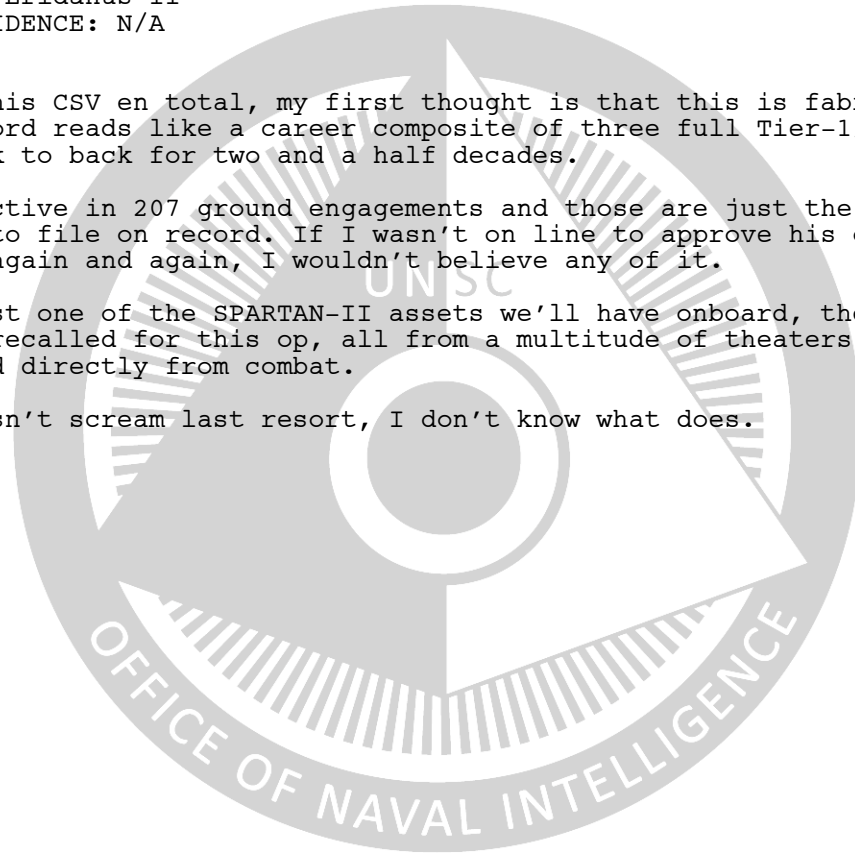 Eridanus II
IDENCE: N/A
his CSV en total, my first thought is that this is fab
ord reads like a career composite of three full Tier-1
k to back for two and a half decades.
ctive in 207 ground engagements and those are just the
to file on record. If I wasn't on line to approve his
again and again, I wouldn't believe any of it.
st one of the SPARTAN-II assets we'll have onboard, the
recalled for this op, all from a multitude of theaters
d directly from combat.
sn't scream last resort, I don't know what does.
UNSC
OFFICE OF NAVAL INTELLIGENCE